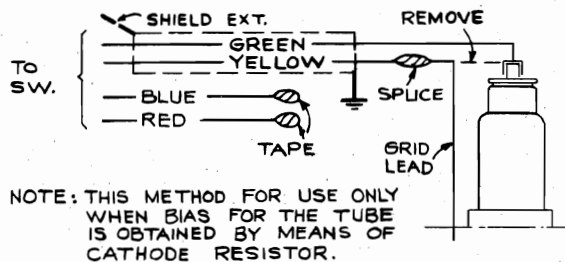 SHIELD EXT.
REMOVE
GREEN
YELLOW
TO
SW.
SPLICE
BLUE
RED
TAPE
GRID
LEAD
NOTE: THIS METHOD FOR USE ONLY
WHEN BIAS FOR THE TUBE
IS OBTAINED BY MEANS OF
CATHODE RESISTOR.